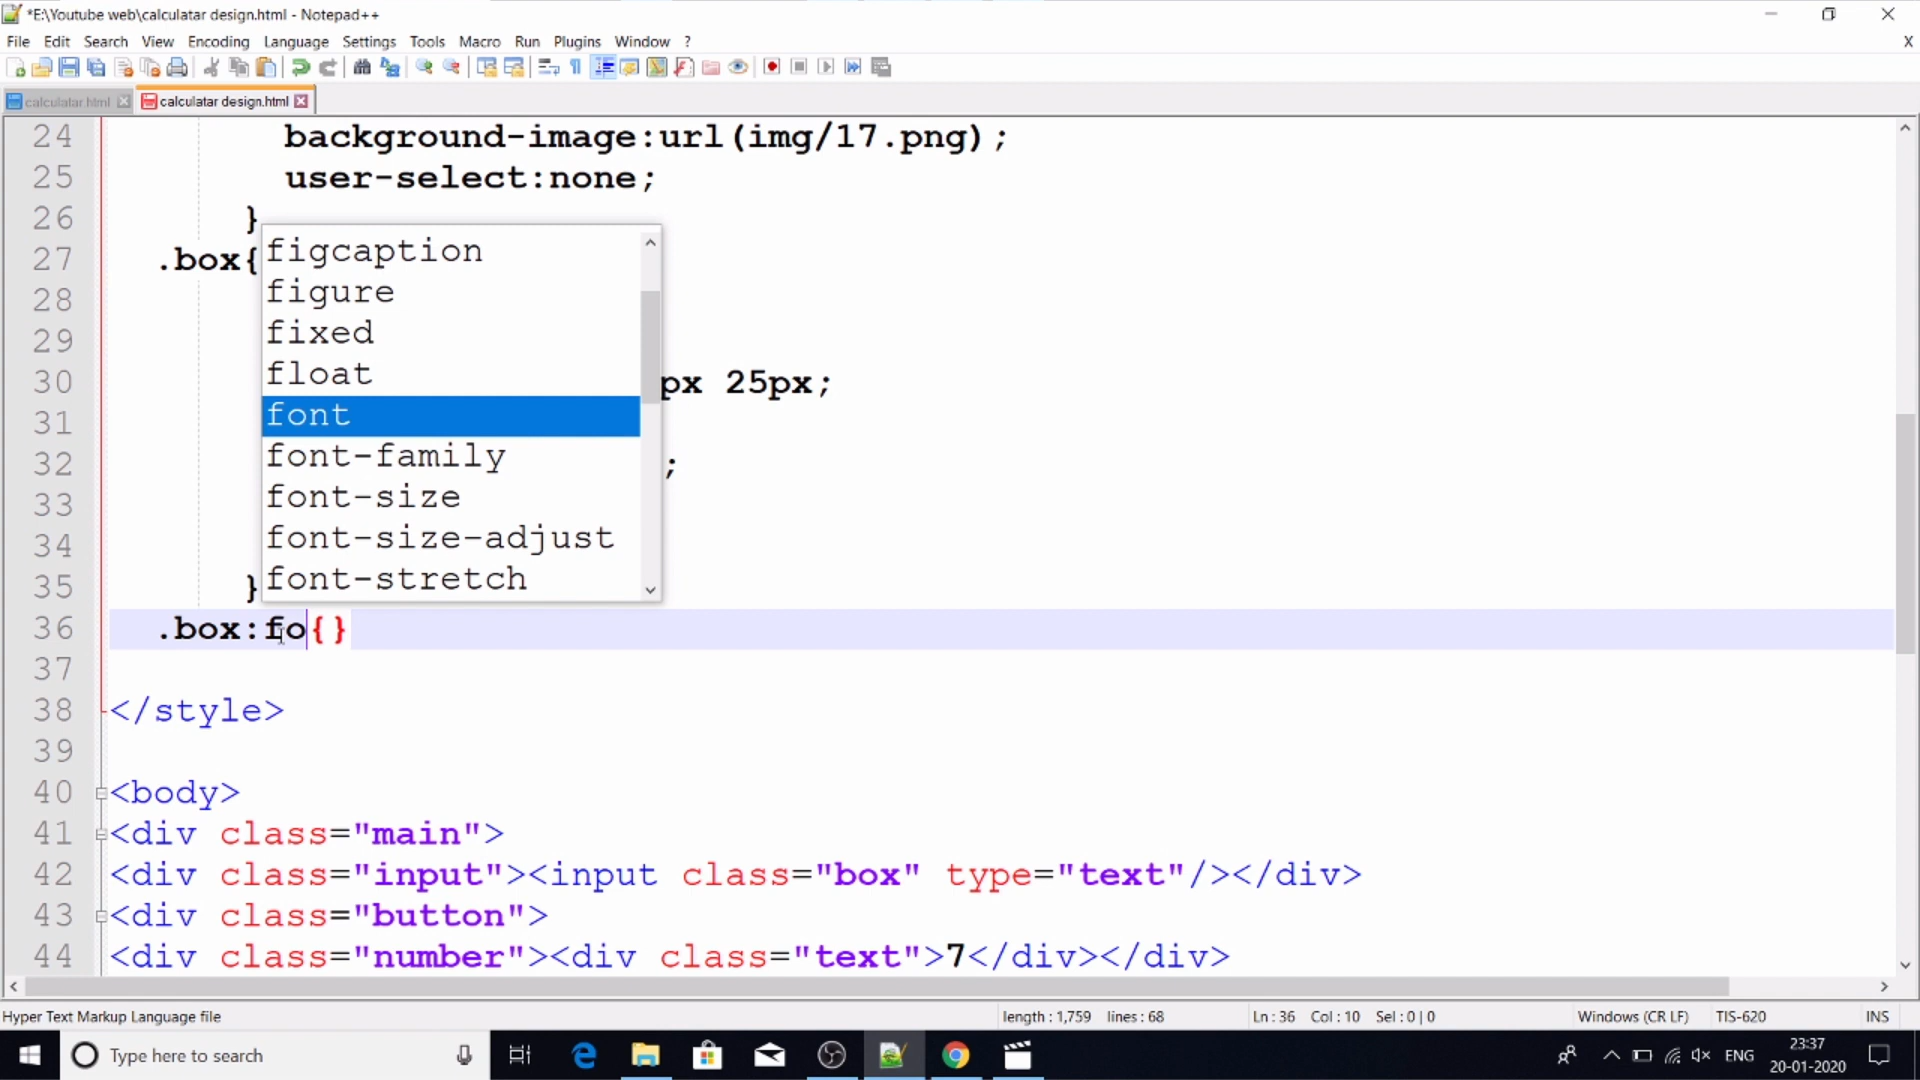 *E:\Youtube web\calculatar design.html - Notepad++
File Edit Search View Encoding Language Settings Tools Macro Run Plugins Window ? X
calculatar.html calculatar design.html
24 background-image:url(img/17.png);
25 user-select:none;
26 }
27 .box{
28
29
30 px 25px;
31
32 ;
33
34
35 }
figcaption
figure
fixed
float
font
font-family
font-size
font-size-adjust
font-stretch
36 .box:fo{}
37
38 </style>
39
40 <body>
41 <div class="main">
42 <div class="input"><input class="box" type="text"/></div>
43 <div class="button">
44 <div class="number"><div class="text">7</div></div>
Hyper Text Markup Language file length : 1,759 lines : 68 Ln : 36 Col : 10 Sel : 0 | 0 Windows (CR LF) TIS-620 INS
Type here to search ENG 23:37
20-01-2020